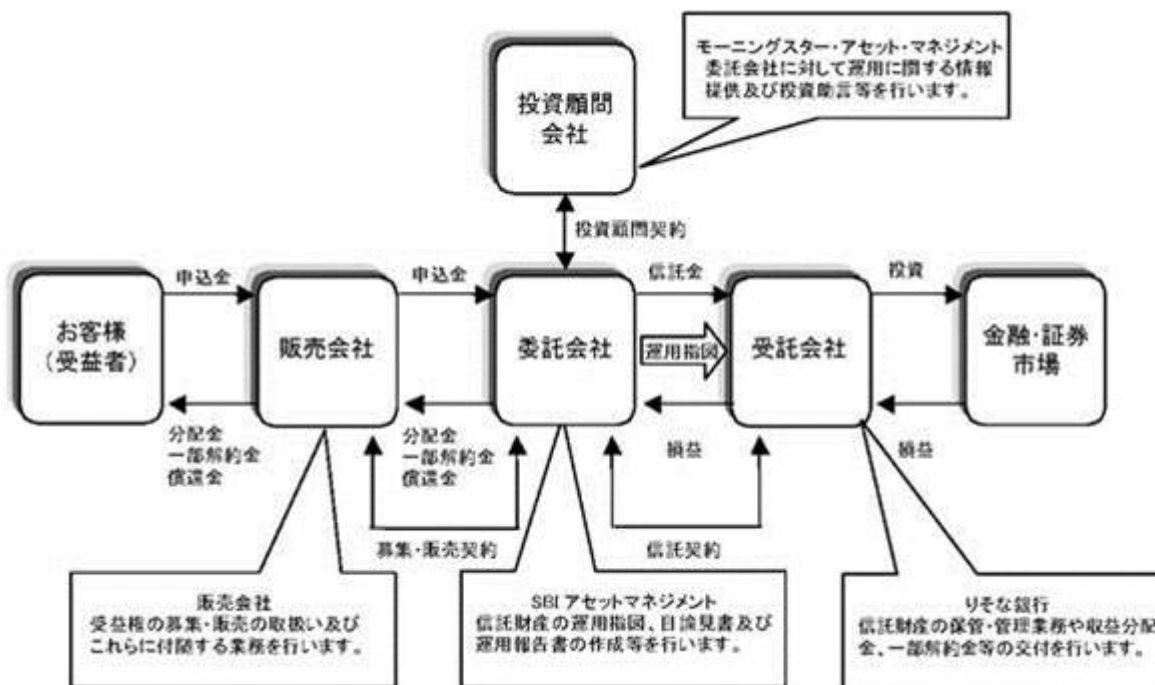 モーニングスター・アセット・マネジメント
委託会社に対して運用に関する情報
提供及び投資助言等を行います。
投資顧問
会社
投資顧問契約
申込金
申込金
信託金
投資
お客様
（受益者）
販売会社
委託会社
運用指図
受託会社
金融・証券
市場
分配金
一部解約金
償還金
分配金
一部解約金
償還金
損益
損益
募集・販売契約
信託契約
販売会社
受益権の募集・販売の取扱い及び
これらに付随する業務を行います。
SBI アセットマネジメント
信託財産の運用指図、目論見書及び
運用報告書の作成等を行います。
りそな銀行
信託財産の保管・管理業務や収益分配
金、一部解約金等の交付を行います。